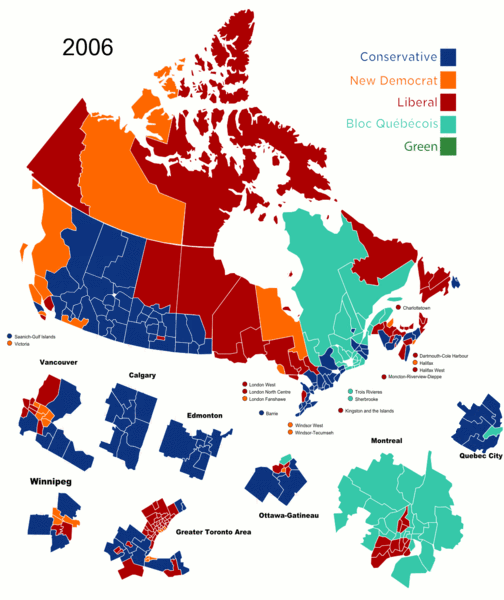 2006
Conservative
New Democrat
Liberal
Bloc Québécois
Green
Charlottetown
Saanich-Gulf Islands
Victoria
Dartmouth-Cole Harbour
Halifax
Halifax West
Moncton-Riverview-Dieppe
Vancouver
Calgary
Edmonton
London West
London North Centre
London Fanshawe
Barrie
Windsor West
Windsor-Tecumseh
Trois Rivieres
Sherbrooke
Kingston and the Islands
Montreal
Quebec City
Winnipeg
Ottawa-Gatineau
Greater Toronto Area